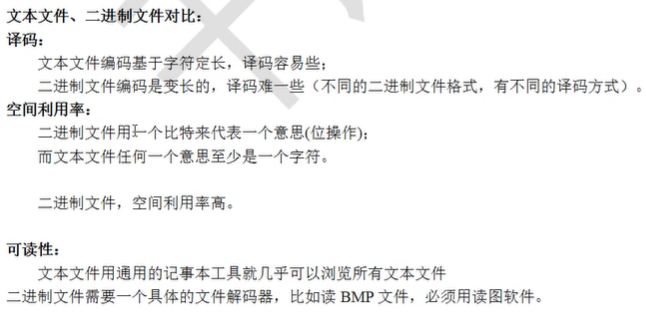 文本文件、二进制文件对比：
译码：
文本文件编码基于字符定长，译码容易些；
二进制文件编码是变长的，译码难一些（不同的二进制文件格式，有不同的译码方式）。
空间利用率：
二进制文件用一个比特来代表一个意思(位操作)；
而文本文件任何一个意思至少是一个字符。
二进制文件，空间利用率高。
可读性：
文本文件用通用的记事本工具就几乎可以浏览所有文本文件
二进制文件需要一个具体的文件解码器，比如读 BMP 文件，必须用读图软件。